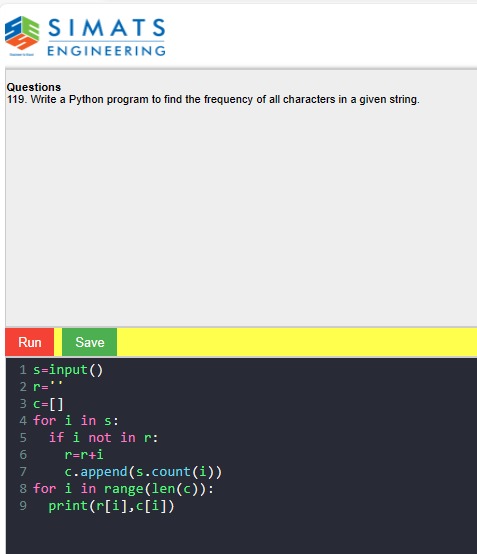 SIMATS
ENGINEERING
Questions
119. Write a Python program to find the frequency of all characters in a given string.
Run Save
1 s=input()
2 r=''
3 c=[]
4 for i in s:
5   if i not in r:
6     r=r+i
7     c.append(s.count(i))
8 for i in range(len(c)):
9   print(r[i],c[i])